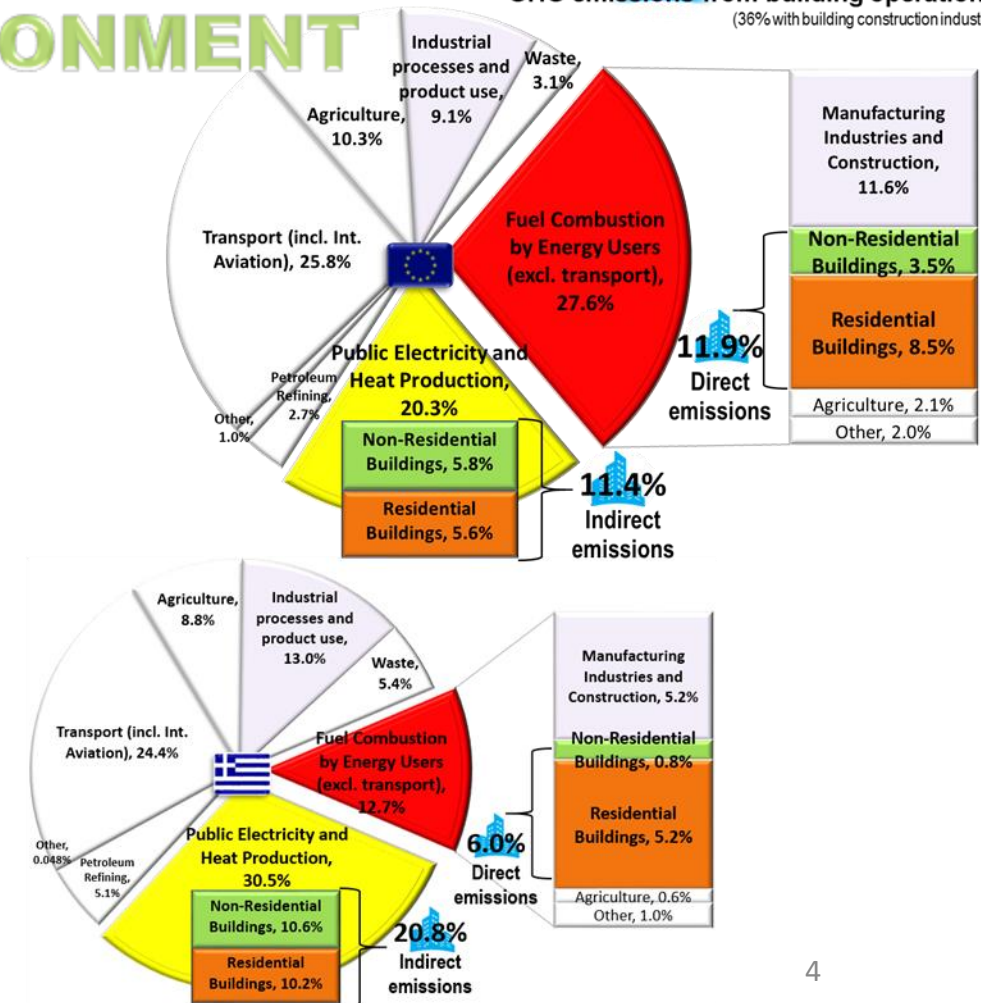 ONMENT
(36% with building construction indust
Industrial
processes and
product use,
9.1%
Waste,
3.1%
Agriculture,
10.3%
Transport (incl. Int.
Aviation), 25.8%
Fuel Combustion
by Energy Users
(excl. transport),
27.6%
Public Electricity and
Heat Production,
20.3%
Petroleum
Refining,
2.7%
Other,
1.0%
Non-Residential
Buildings, 5.8%
Residential
Buildings, 5.6%
11.4%
Indirect
emissions
11.9%
Direct
emissions
Manufacturing
Industries and
Construction,
11.6%
Non-Residential
Buildings, 3.5%
Residential
Buildings, 8.5%
Agriculture, 2.1%
Other, 2.0%
Agriculture,
8.8%
Industrial
processes and
product use,
13.0%
Waste,
5.4%
Transport (incl. Int.
Aviation), 24.4%
Fuel Combustion
by Energy Users
(excl. transport),
12.7%
Public Electricity and
Heat Production,
30.5%
Other,
0.048%
Petroleum
Refining,
5.1%
Non-Residential
Buildings, 10.6%
Residential
Buildings, 10.2%
20.8%
Indirect
emissions
6.0%
Direct
emissions
Manufacturing
Industries and
Construction, 5.2%
Non-Residential
Buildings, 0.8%
Residential
Buildings, 5.2%
Agriculture, 0.6%
Other, 1.0%
4